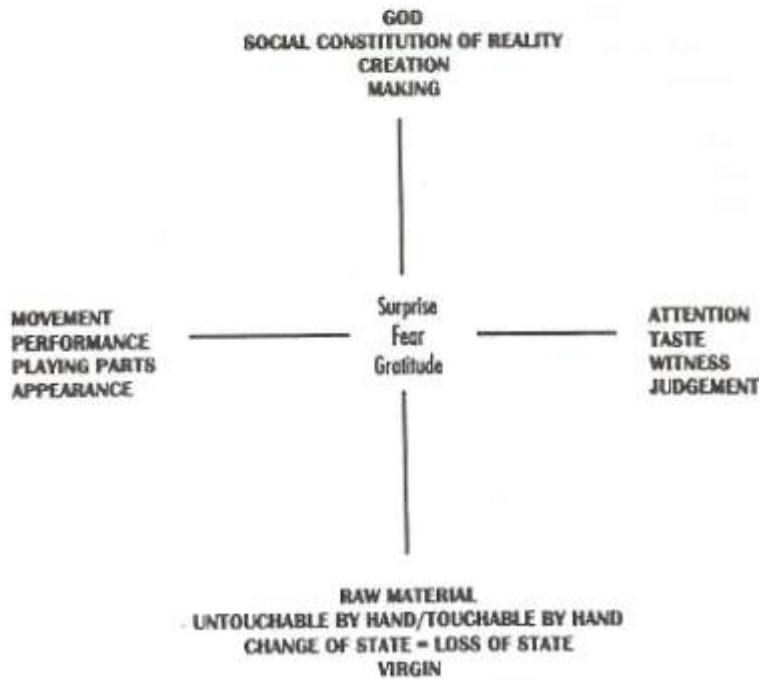 GOD
SOCIAL CONSTITUTION OF REALITY
CREATION
MAKING
MOVEMENT
PERFORMANCE
PLAYING PARTS
APPEARANCE
Surprise
Fear
Gratitude
ATTENTION
TASTE
WITNESS
JUDGEMENT
RAW MATERIAL
UNTOUCHABLE BY HAND/TOUCHABLE BY HAND
CHANGE OF STATE = LOSS OF STATE
VIRGIN